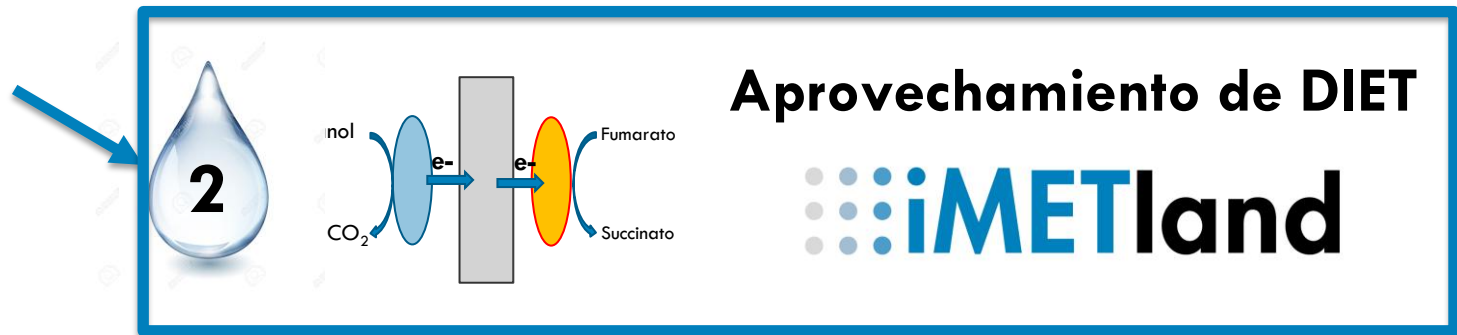 2
nol
e-
e-
Fumarato
CO₂
Succinato
Aprovechamiento de DIET
iMETland